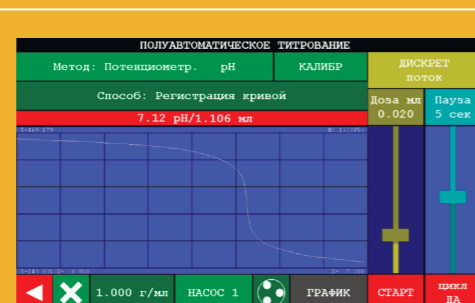 ПОЛУАВТОМАТИЧЕСКОЕ ТИТРОВАНИЕ
Метод: Потенциометр. pH
КАЛИБР
ДИСКРЕТ
поток
Способ: Регистрация кривой
Доза мл
0.020
Пауза
5 сек
7.12 pH/1.106 мл
1.000 г/мл
НАСОС 1
ГРАФИК
СТАРТ
ЦИКЛ
ДА